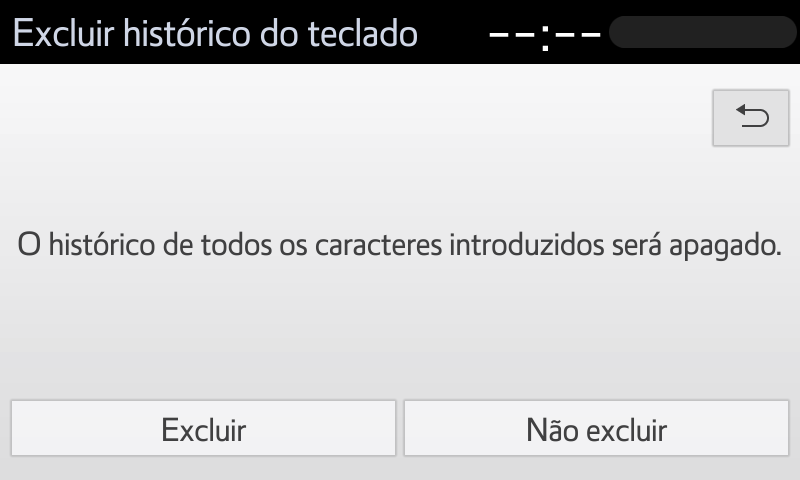 Excluir histórico do teclado
--:--
O histórico de todos os caracteres introduzidos será apagado.
Excluir
Não excluir